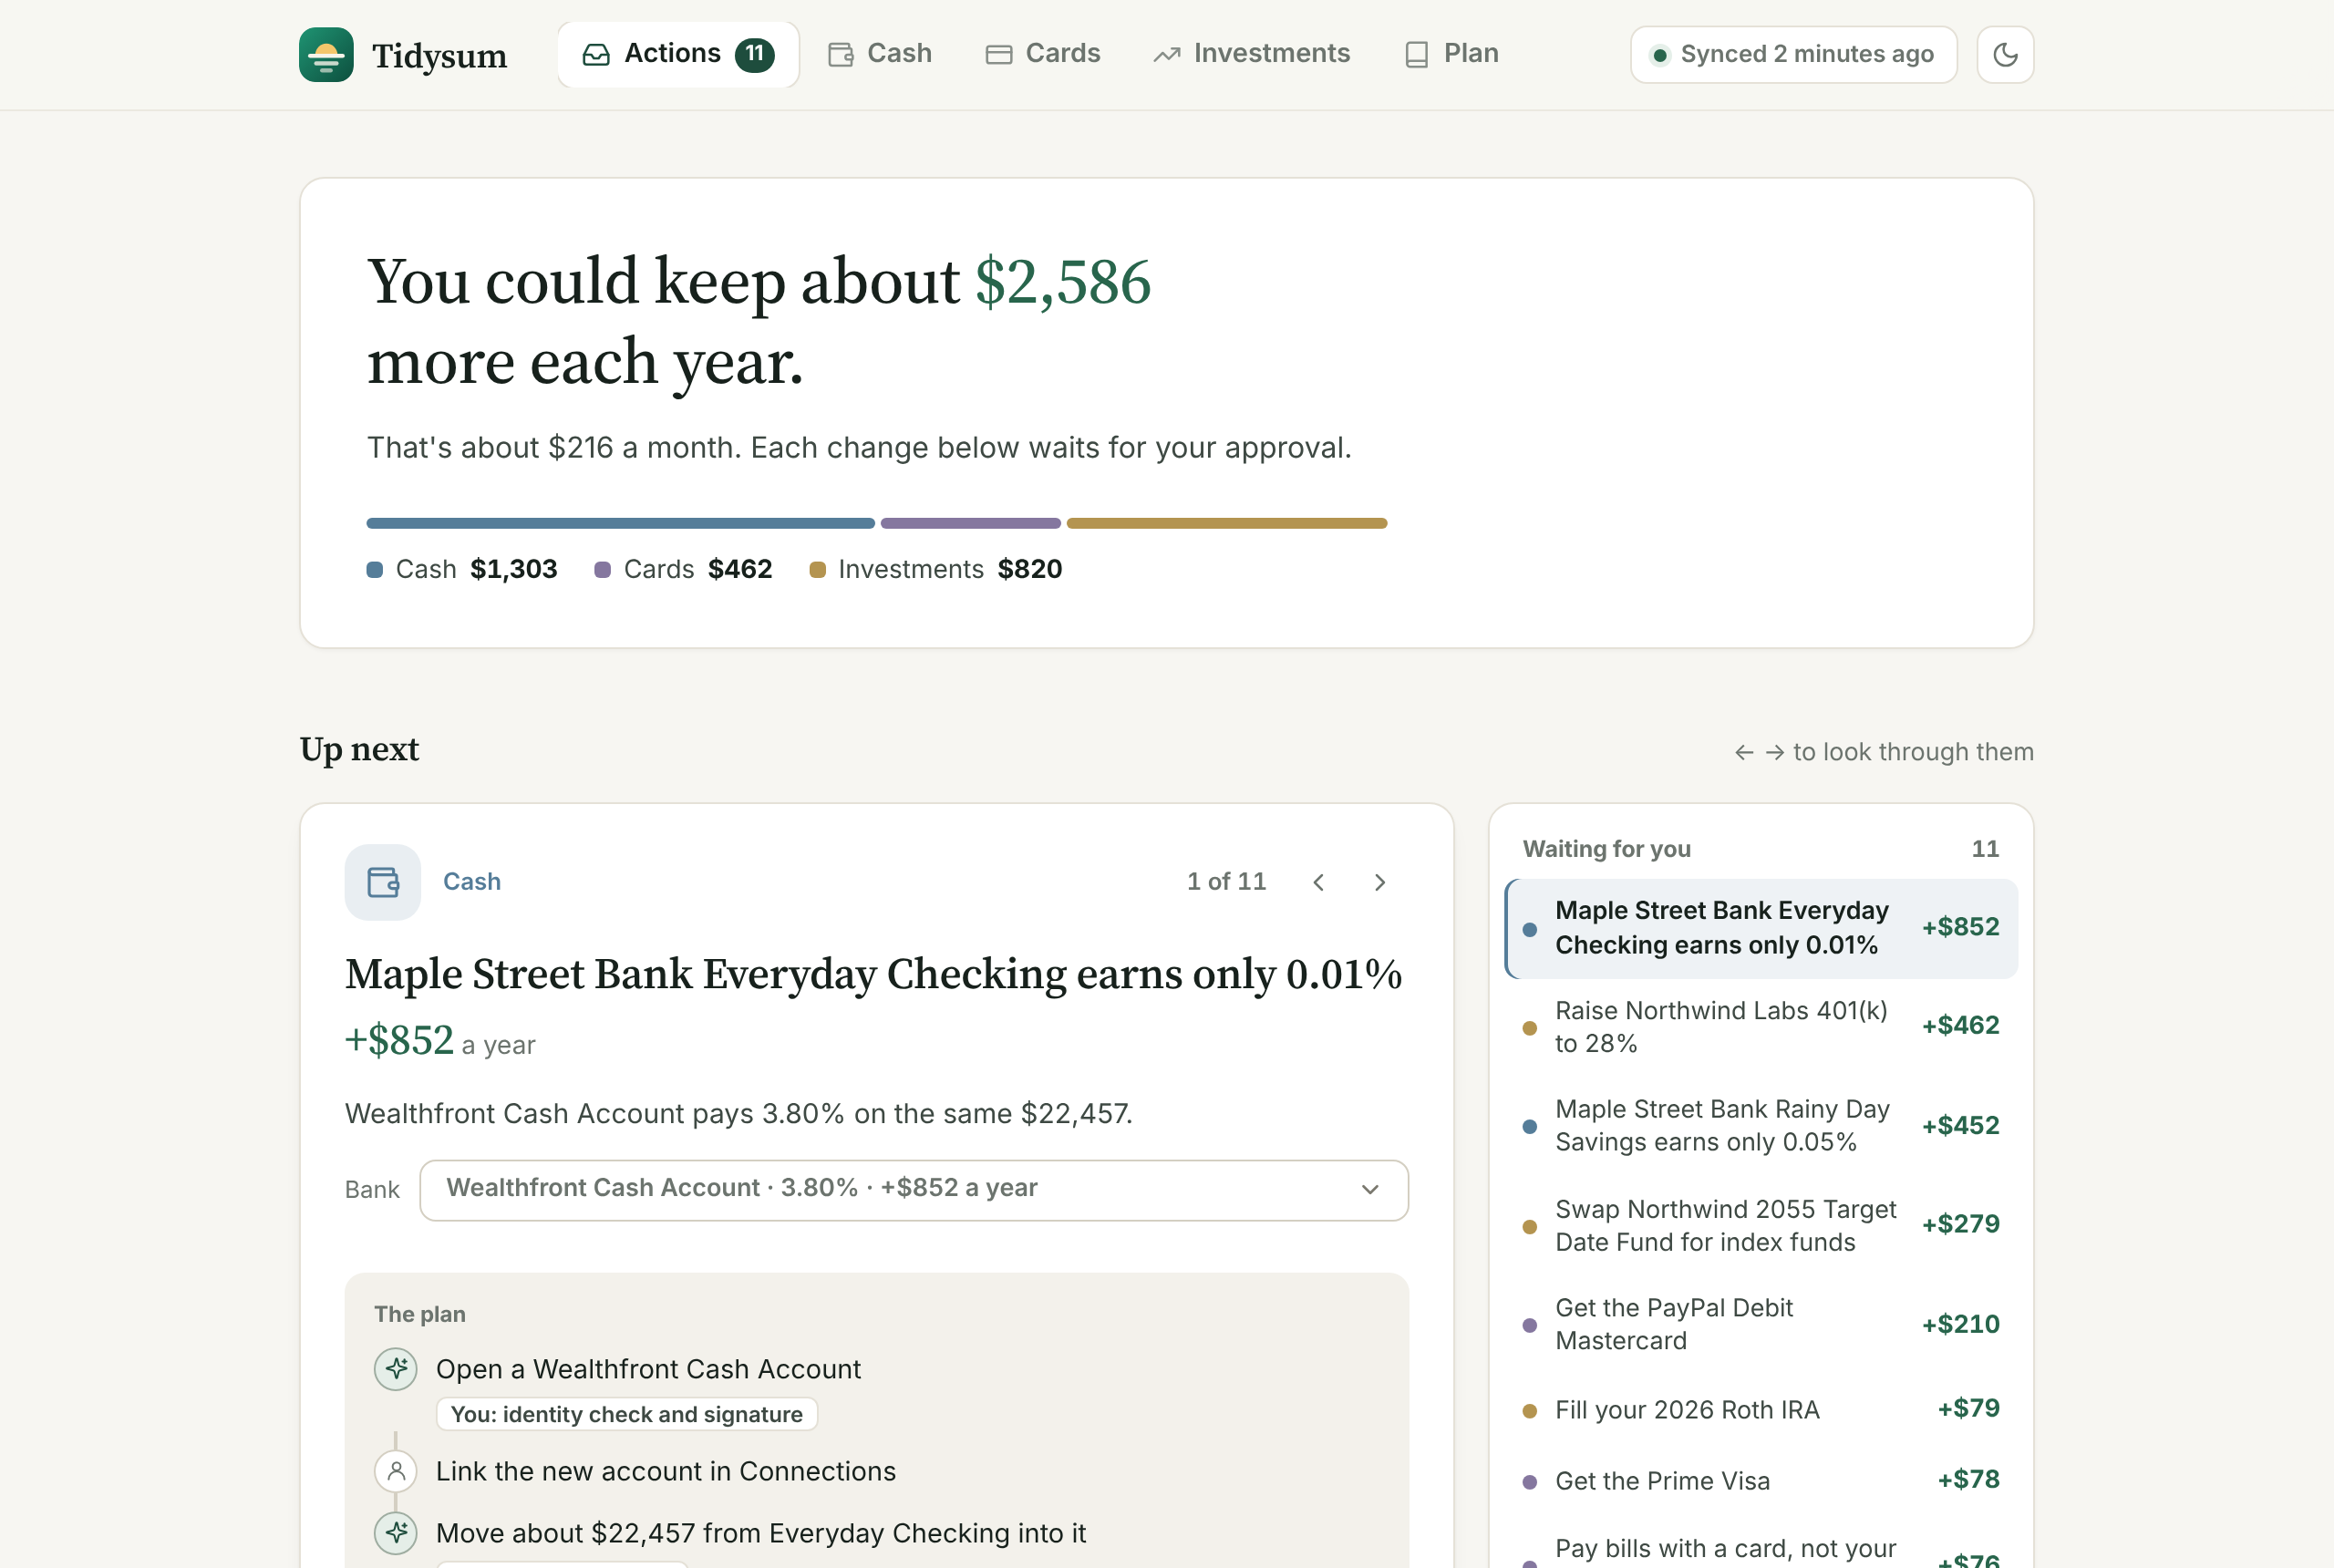 Tidysum
Actions 11
Cash
Cards
Investments
Plan
Synced 2 minutes ago
You could keep about $2,586
more each year.
That's about $216 a month. Each change below waits for your approval.
Cash $1,303
Cards $462
Investments $820
Up next
← → to look through them
Cash
1 of 11
Maple Street Bank Everyday Checking earns only 0.01%
+$852 a year
Wealthfront Cash Account pays 3.80% on the same $22,457.
Bank
Wealthfront Cash Account · 3.80% · +$852 a year
The plan
Open a Wealthfront Cash Account
You: identity check and signature
Link the new account in Connections
Move about $22,457 from Everyday Checking into it
Waiting for you 11
Maple Street Bank Everyday
Checking earns only 0.01%
+$852
Raise Northwind Labs 401(k)
to 28%
+$462
Maple Street Bank Rainy Day
Savings earns only 0.05%
+$452
Swap Northwind 2055 Target
Date Fund for index funds
+$279
Get the PayPal Debit
Mastercard
+$210
Fill your 2026 Roth IRA
+$79
Get the Prime Visa
+$78
Pay bills with a card, not your
+$76